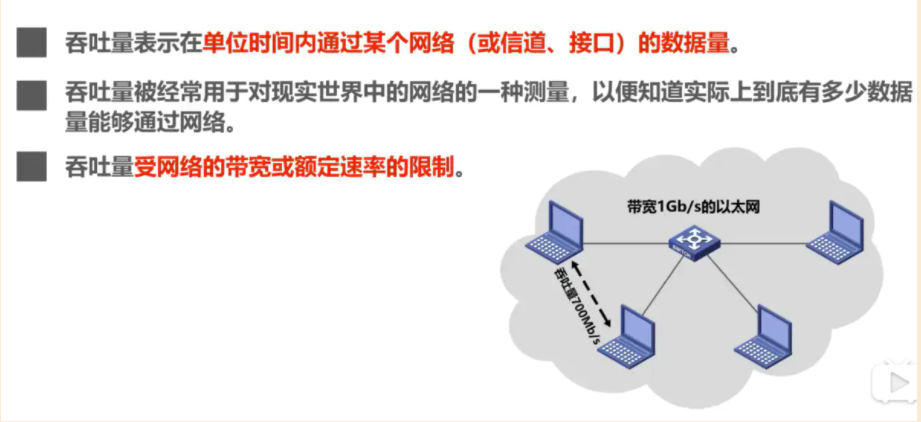 吞吐量表示在单位时间内通过某个网络（或信道、接口）的数据量。
吞吐量被经常用于对现实世界中的网络的一种测量，以便知道实际上到底有多少数据
量能够通过网络。
吞吐量受网络的带宽或额定速率的限制。
带宽1Gb/s的以太网
吞吐量700Mb/s